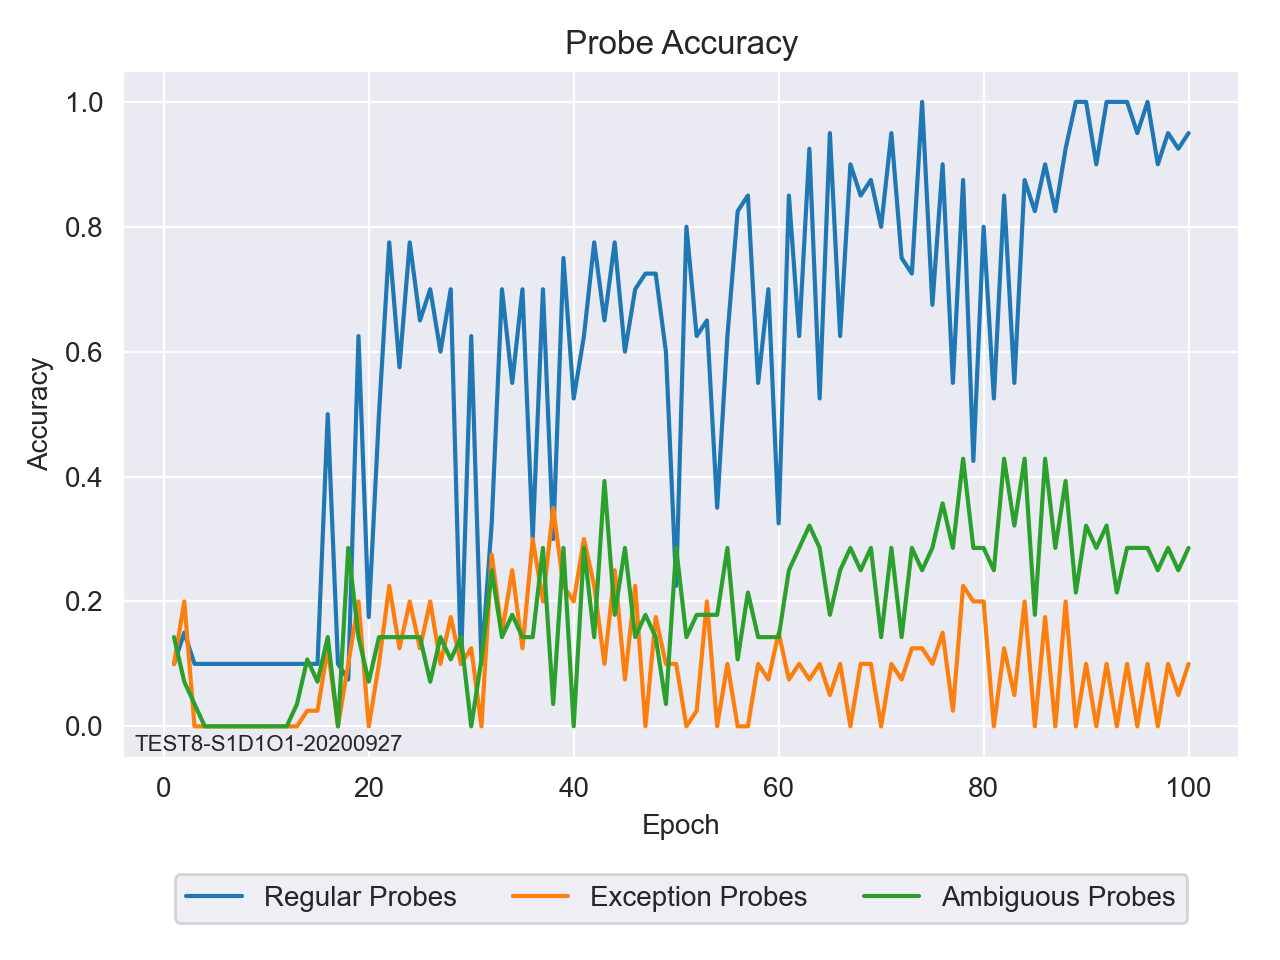 Probe Accuracy
1.0
0.8
0.6
0.4
0.2
0.0
Accuracy
TEST8-S1D1O1-20200927
0 20 40 60 80 100
Epoch
Regular Probes Exception Probes Ambiguous Probes